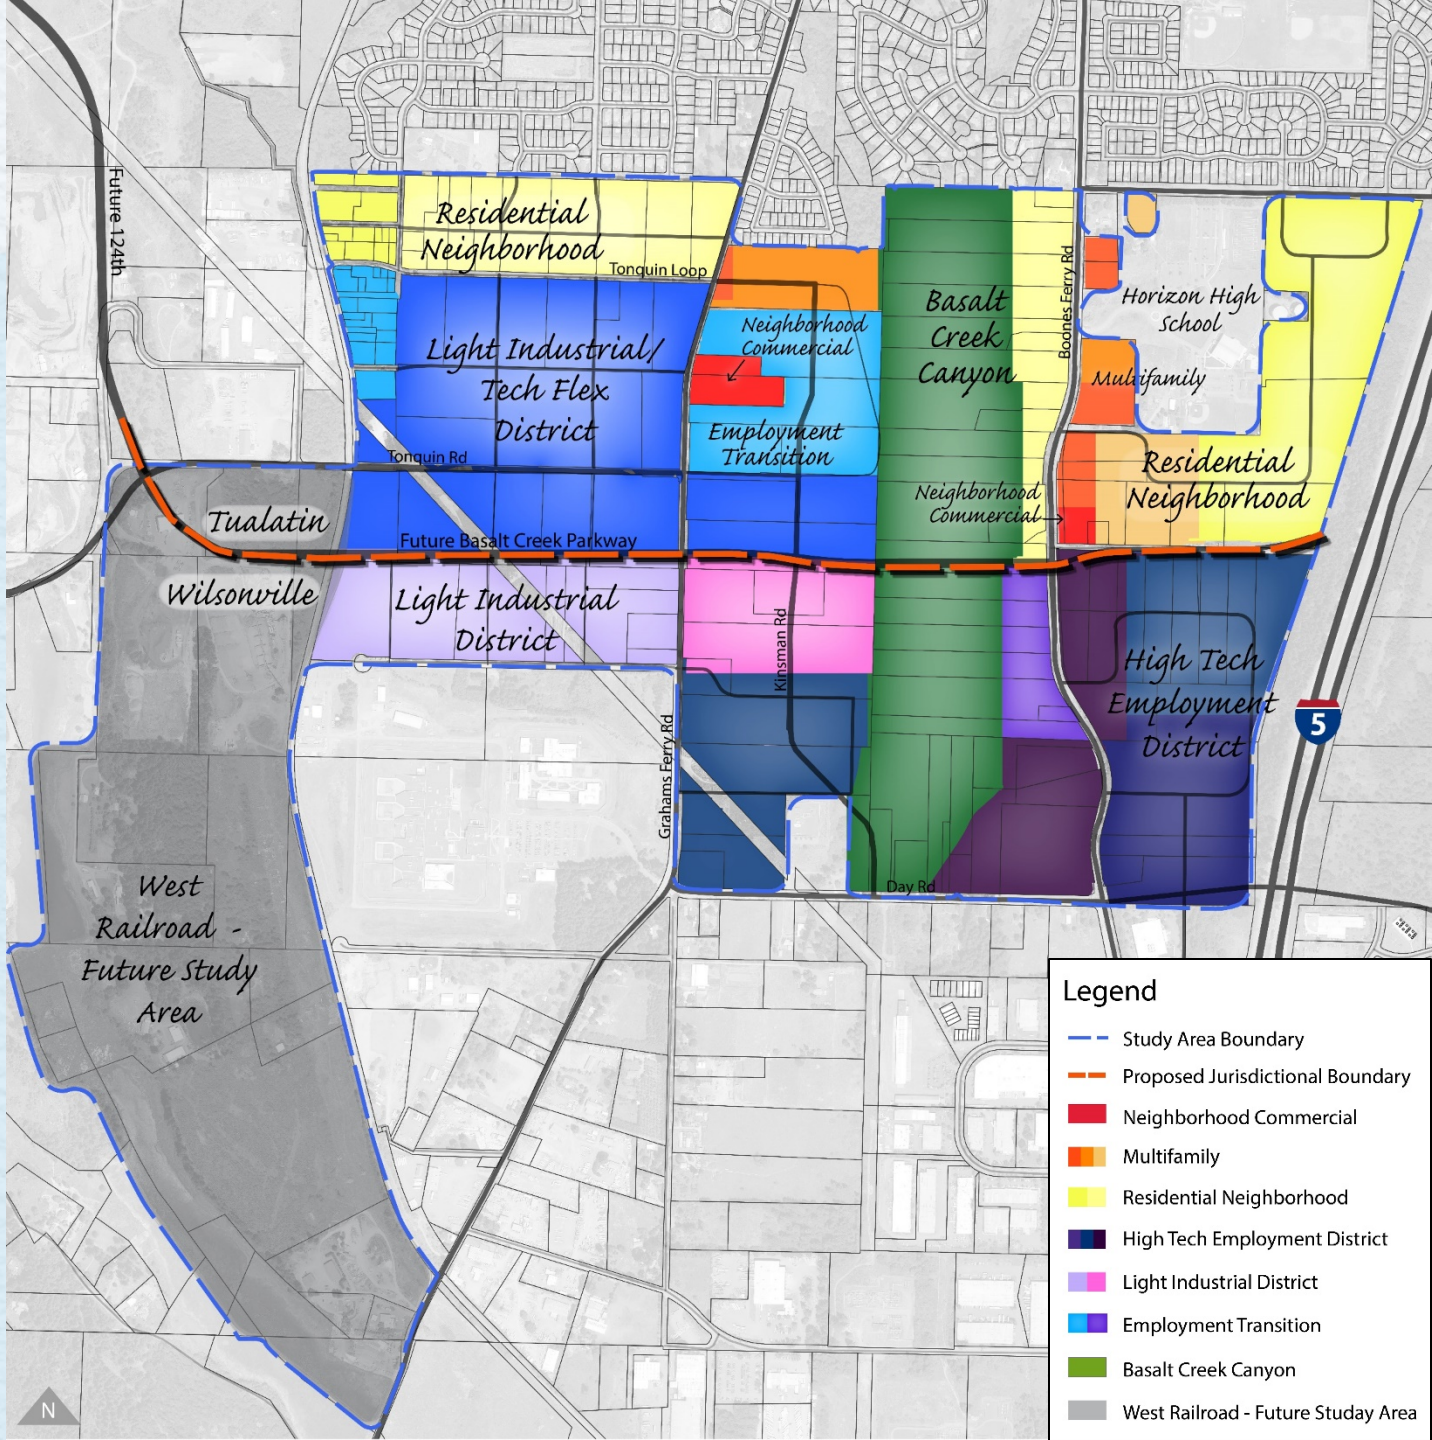 Future 124th
Residential
Neighborhood
Tonquin Loop
Light Industrial/
Tech Flex
District
Tonquin Rd
Neighborhood
Commercial
Employment
Transition
Basalt
Creek
Canyon
Boones Ferry Rd
Horizon High
School
Multifamily
Residential
Neighborhood
Neighborhood
Commercial
Tualatin
Future Basalt Creek Parkway
Wilsonville
Light Industrial
District
Kinsman Rd
Grahams Ferry Rd
High Tech
Employment
District
5
Day Rd
West
Railroad -
Future Study
Area
N
Legend
Study Area Boundary
Proposed Jurisdictional Boundary
Neighborhood Commercial
Multifamily
Residential Neighborhood
High Tech Employment District
Light Industrial District
Employment Transition
Basalt Creek Canyon
West Railroad - Future Studay Area